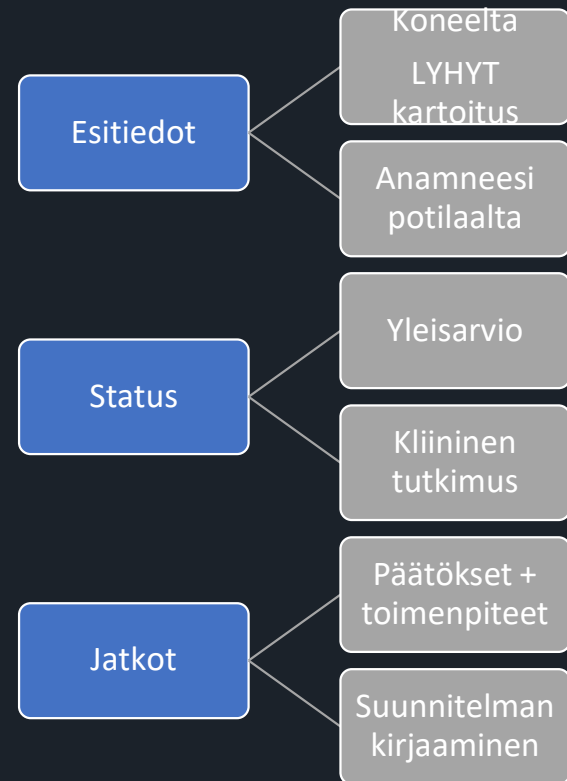 Esitiedot
Koneelta
LYHYT
kartoitus
Anamneesi
potilaalta
Status
Yleisarvio
Kliininen
tutkimus
Jatkot
Päätökset +
toimenpiteet
Suunnitelman
kirjaaminen